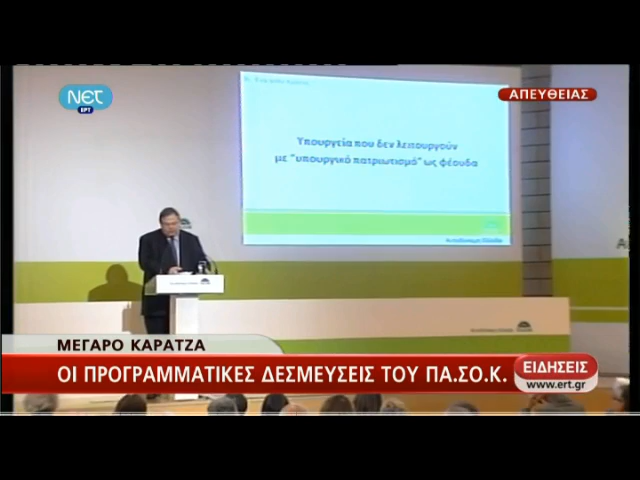 NET
ΕΡΤ
ΑΠΕΥΘΕΙΑΣ
Υπουργεία που δεν λειτουργούν
με "υπουργικό πατριωτισμό" ως φέουδα
ΜΕΓΑΡΟ ΚΑΡΑΤΖΑ
ΟΙ ΠΡΟΓΡΑΜΜΑΤΙΚΕΣ ΔΕΣΜΕΥΣΕΙΣ ΤΟΥ ΠΑ.ΣΟ.Κ.
ΕΙΔΗΣΕΙΣ
www.ert.gr